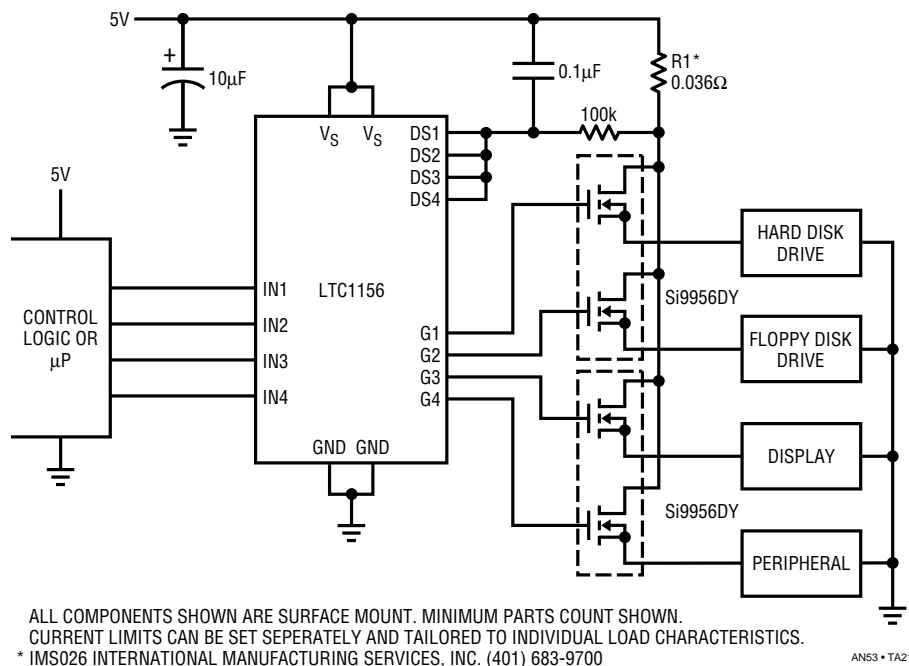 5V
+
10µF
0.1µF
R1*
0.036Ω
100k
VS VS
DS1
DS2
DS3
DS4
5V
CONTROL
LOGIC OR
µP
IN1
IN2
IN3
IN4
LTC1156
G1
G2
G3
G4
GND GND
Si9956DY
Si9956DY
HARD DISK
DRIVE
FLOPPY DISK
DRIVE
DISPLAY
PERIPHERAL
ALL COMPONENTS SHOWN ARE SURFACE MOUNT. MINIMUM PARTS COUNT SHOWN.
CURRENT LIMITS CAN BE SET SEPERATELY AND TAILORED TO INDIVIDUAL LOAD CHARACTERISTICS.
* IMS026 INTERNATIONAL MANUFACTURING SERVICES, INC. (401) 683-9700